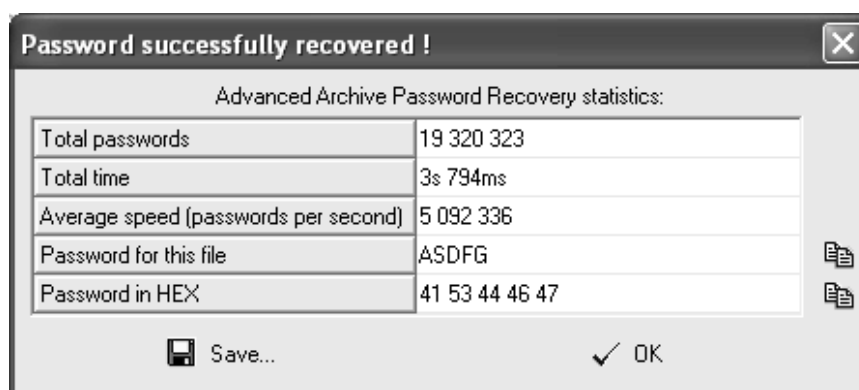 Password successfully recovered !
Advanced Archive Password Recovery statistics:
Total passwords 19 320 323
Total time 3s 794ms
Average speed (passwords per second) 5 092 336
Password for this file ASDFG
Password in HEX 41 53 44 46 47
Save... OK